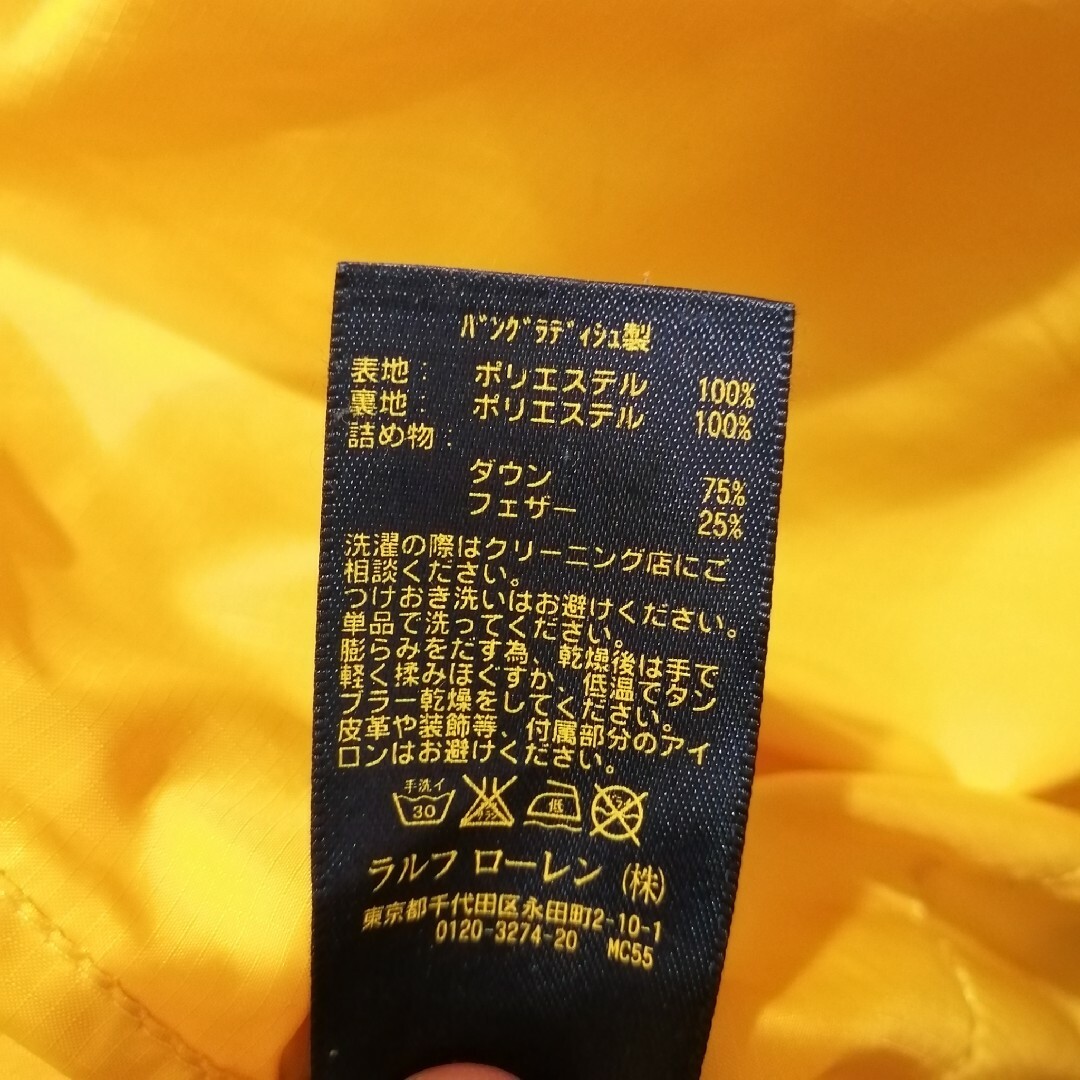 ﾊﾞﾝｸﾞﾗﾃﾞｨｼｭ製
表地： ポリエステル 100%
裏地： ポリエステル 100%
詰め物：
ダウン 75%
フェザー 25%
洗濯の際はクリーニング店にご
相談ください。
つけおき洗いはお避けください。
単品で洗ってください。
膨らみをだす為、乾燥後は手で
軽く揉みほぐすか、低温でタン
ブラー乾燥をしてください。
皮革や装飾等、付属部分のアイ
ロンはお避けください。
手洗イ
30 エンソサラシ 低 ドライ
ラルフ ローレン (株)
東京都千代田区永田町2-10-1
0120-3274-20 MC55